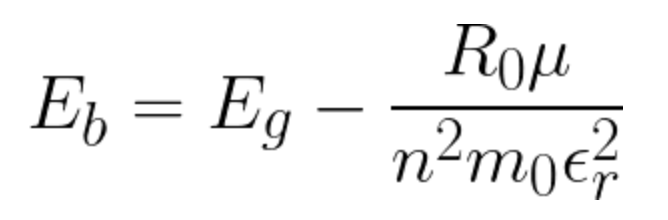 E_b = E_g - \frac{R_0 \mu}{n^2 m_0 \epsilon_r^2}